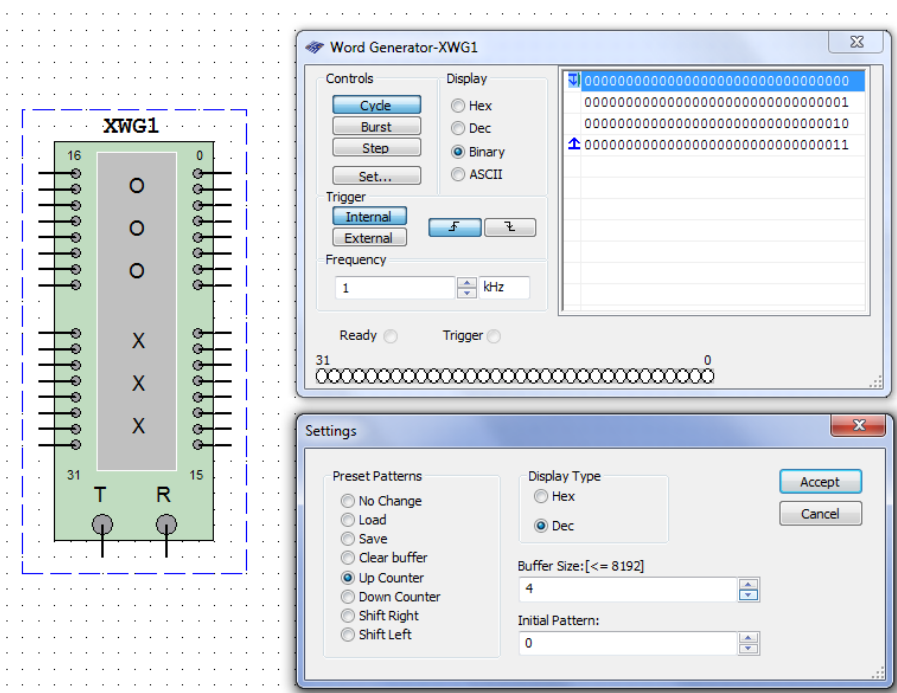 XWG1
16 0
O
O
O
X
X
X
31 15
T R
Word Generator-XWG1
Controls
Cycle
Burst
Step
Set...
Display
Hex
Dec
Binary
ASCII
Trigger
Internal
External
Frequency
1 kHz
Ready Trigger
31 0
00000000000000000000000000000000
00000000000000000000000000000001
00000000000000000000000000000010
00000000000000000000000000000011
Settings
Preset Patterns
No Change
Load
Save
Clear buffer
Up Counter
Down Counter
Shift Right
Shift Left
Display Type
Hex
Dec
Buffer Size:[<= 8192]
4
Initial Pattern:
0
Accept
Cancel